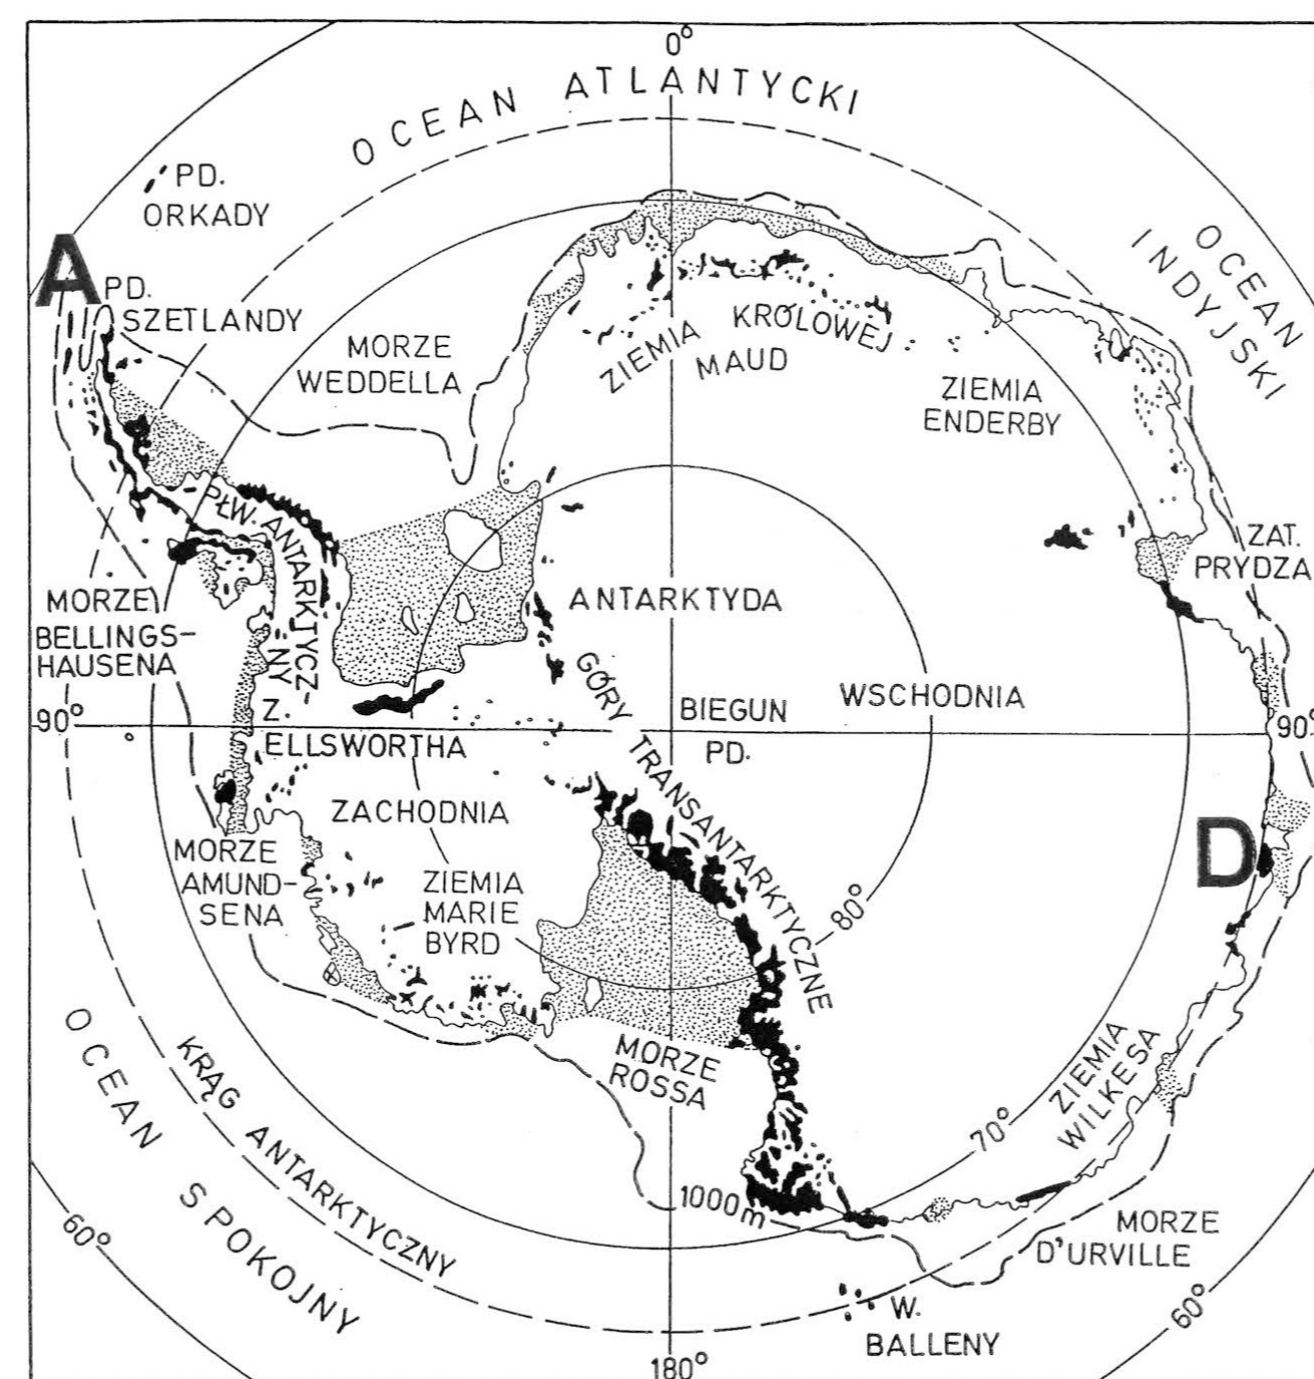 0°
OCEAN ATLANTYCKI
PD.
ORKADY
OCEAN
INDYJSKI
A
PD.
SZETLANDY
MORZE
WEDDELLA
ZIEMIA KRÓLOWEJ
MAUD
ZIEMIA
ENDERBY
PŁW. ANTARKTYCZ-
NY
ZAT.
PRYDZA
MORZE
BELLINGS-
HAUSENA
ANTARKTYDA
WSCHODNIA
GÓRY TRANSANTARKTYCZNE
BIEGUN
PD.
90°
90°
Z.
ELLSWORTHA
ZACHODNIA
D
MORZE
AMUND-
SENA
ZIEMIA
MARIE
BYRD
80°
MORZE
ROSSA
ZIEMIA
WILKESA
70°
OCEAN SPOKOJNY
KRĄG ANTARKTYCZNY
1000m
MORZE
D'URVILLE
60°
60°
W.
BALLENY
180°